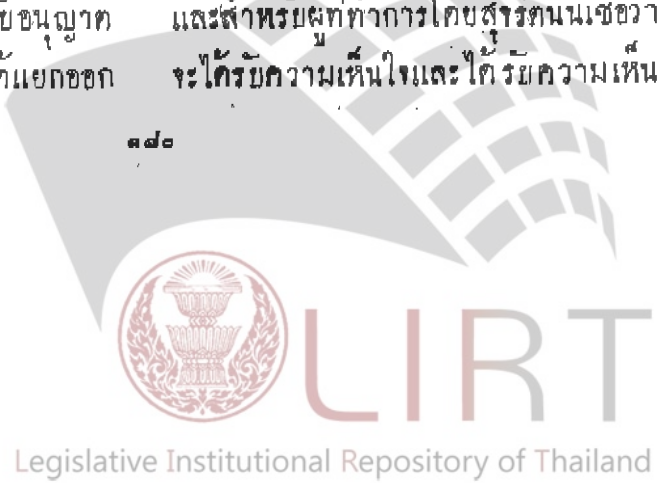 บอนุญาต และสำหรับผู้ที่ทำการโดยสุจริตนั้นเชื่อว่า
ด้แยกออก จะได้รับความเห็นใจและได้รับความเห็น
๑๘๐
LIRT
Legislative Institutional Repository of Thailand